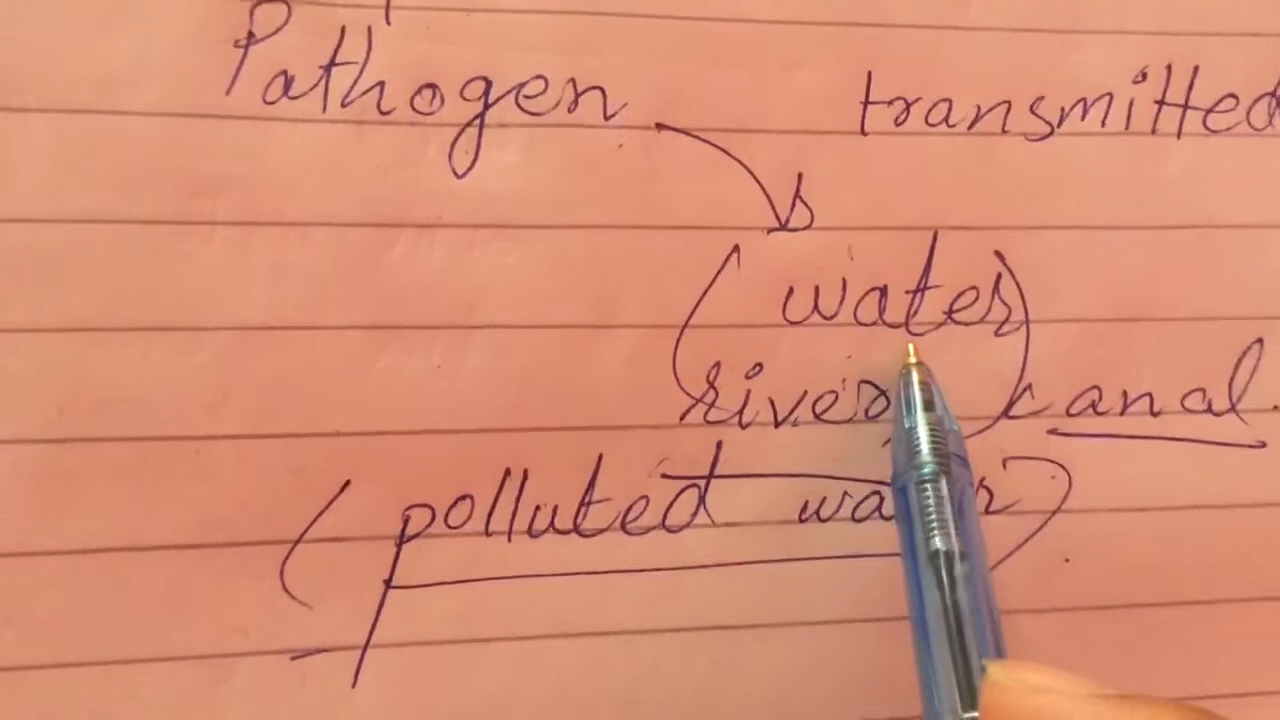 Pathogen transmitted
(water)
river canal.
(polluted water)